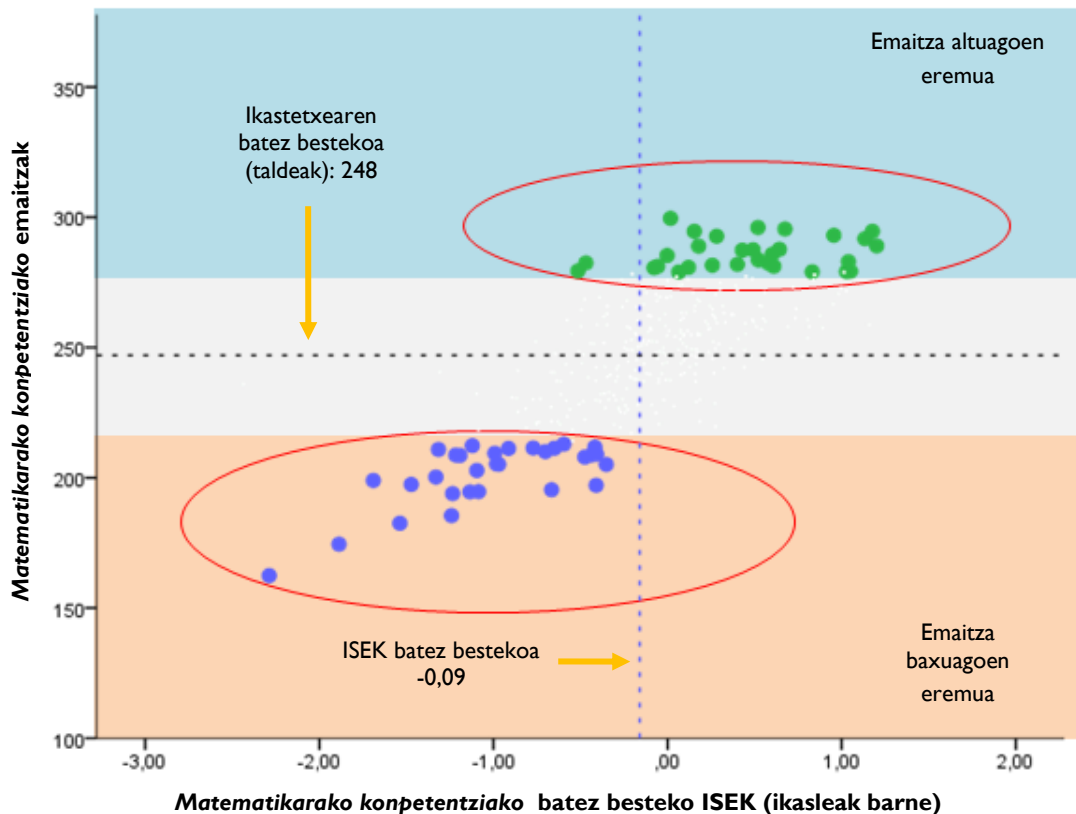 Emaitza altuagoen
eremua
350
Ikastetxearen
batez bestekoa
(taldeak): 248
300
250
200
150
100
Matematikarako konpetentziako emaitzak
ISEK batez bestekoa
-0,09
Emaitza
baxuagoen
eremua
-3,00 -2,00 -1,00 ,00 1,00 2,00
Matematikarako konpetentziako batez besteko ISEK (ikasleak barne)